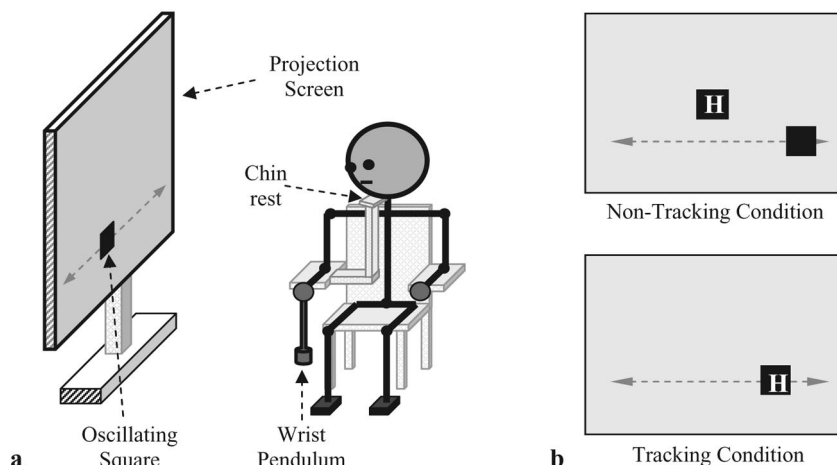 Projection
Screen
Chin
rest
Oscillating
Square
Wrist
Pendulum
a
H
Non-Tracking Condition
H
Tracking Condition
b